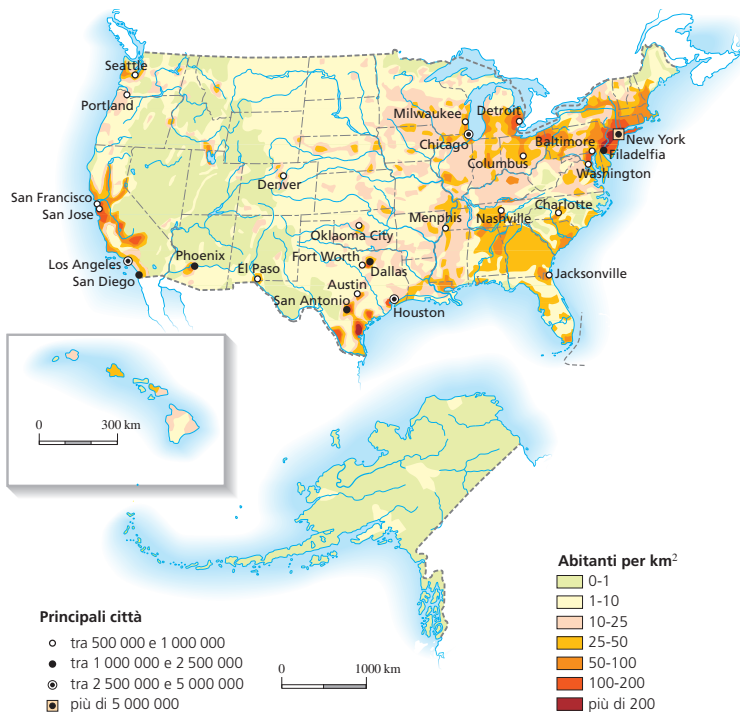 Seattle
Portland
Milwaukee
Detroit
Chicago
Columbus
Baltimore
New York
Filadelfia
Washington
Denver
San Francisco
San Jose
Oklaoma City
Menphis
Nashville
Charlotte
Los Angeles
San Diego
Phoenix
El Paso
Fort Worth
Dallas
Austin
San Antonio
Houston
Jacksonville
0 300 km
Principali città
tra 500 000 e 1 000 000
tra 1 000 000 e 2 500 000
tra 2 500 000 e 5 000 000
più di 5 000 000
0 1000 km
Abitanti per km²
0-1
1-10
10-25
25-50
50-100
100-200
più di 200